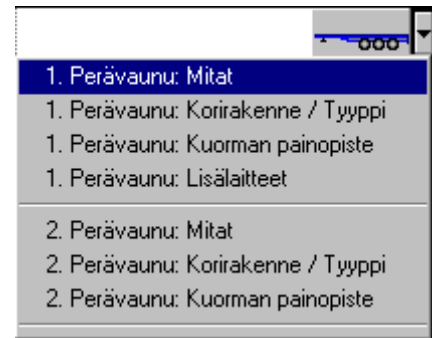 1. Perävaunu: Mitat
1. Perävaunu: Korirakenne / Tyyppi
1. Perävaunu: Kuorman painopiste
1. Perävaunu: Lisälaitteet
2. Perävaunu: Mitat
2. Perävaunu: Korirakenne / Tyyppi
2. Perävaunu: Kuorman painopiste